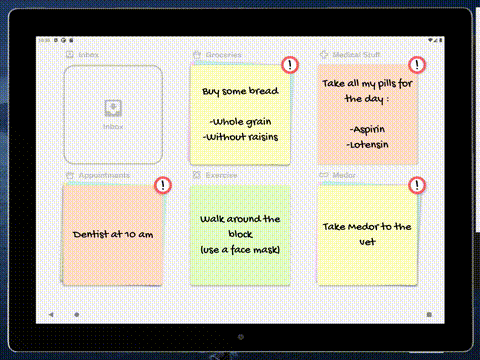 Inbox
Groceries
Medical Stuff
Inbox
Buy some bread
-Whole grain
-Without raisins
Take all my pills for
the day :
-Aspirin
-Lotensin
Appointments
Exercise
Medor
Dentist at 10 am
Walk around the
block
(use a face mask)
Take Medor to the
vet